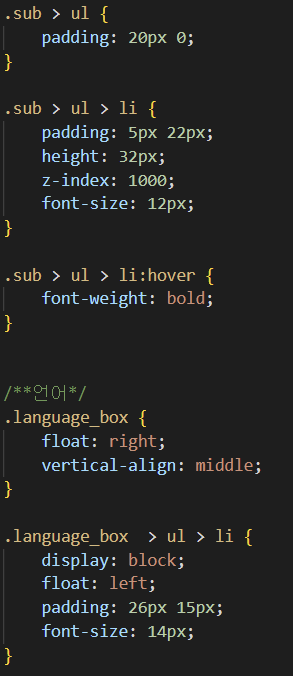 .sub > ul {
    padding: 20px 0;
}

.sub > ul > li {
    padding: 5px 22px;
    height: 32px;
    z-index: 1000;
    font-size: 12px;
}

.sub > ul > li:hover {
    font-weight: bold;
}


/**언어*/
.language_box {
    float: right;
    vertical-align: middle;
}

.language_box  > ul > li {
    display: block;
    float: left;
    padding: 26px 15px;
    font-size: 14px;
}